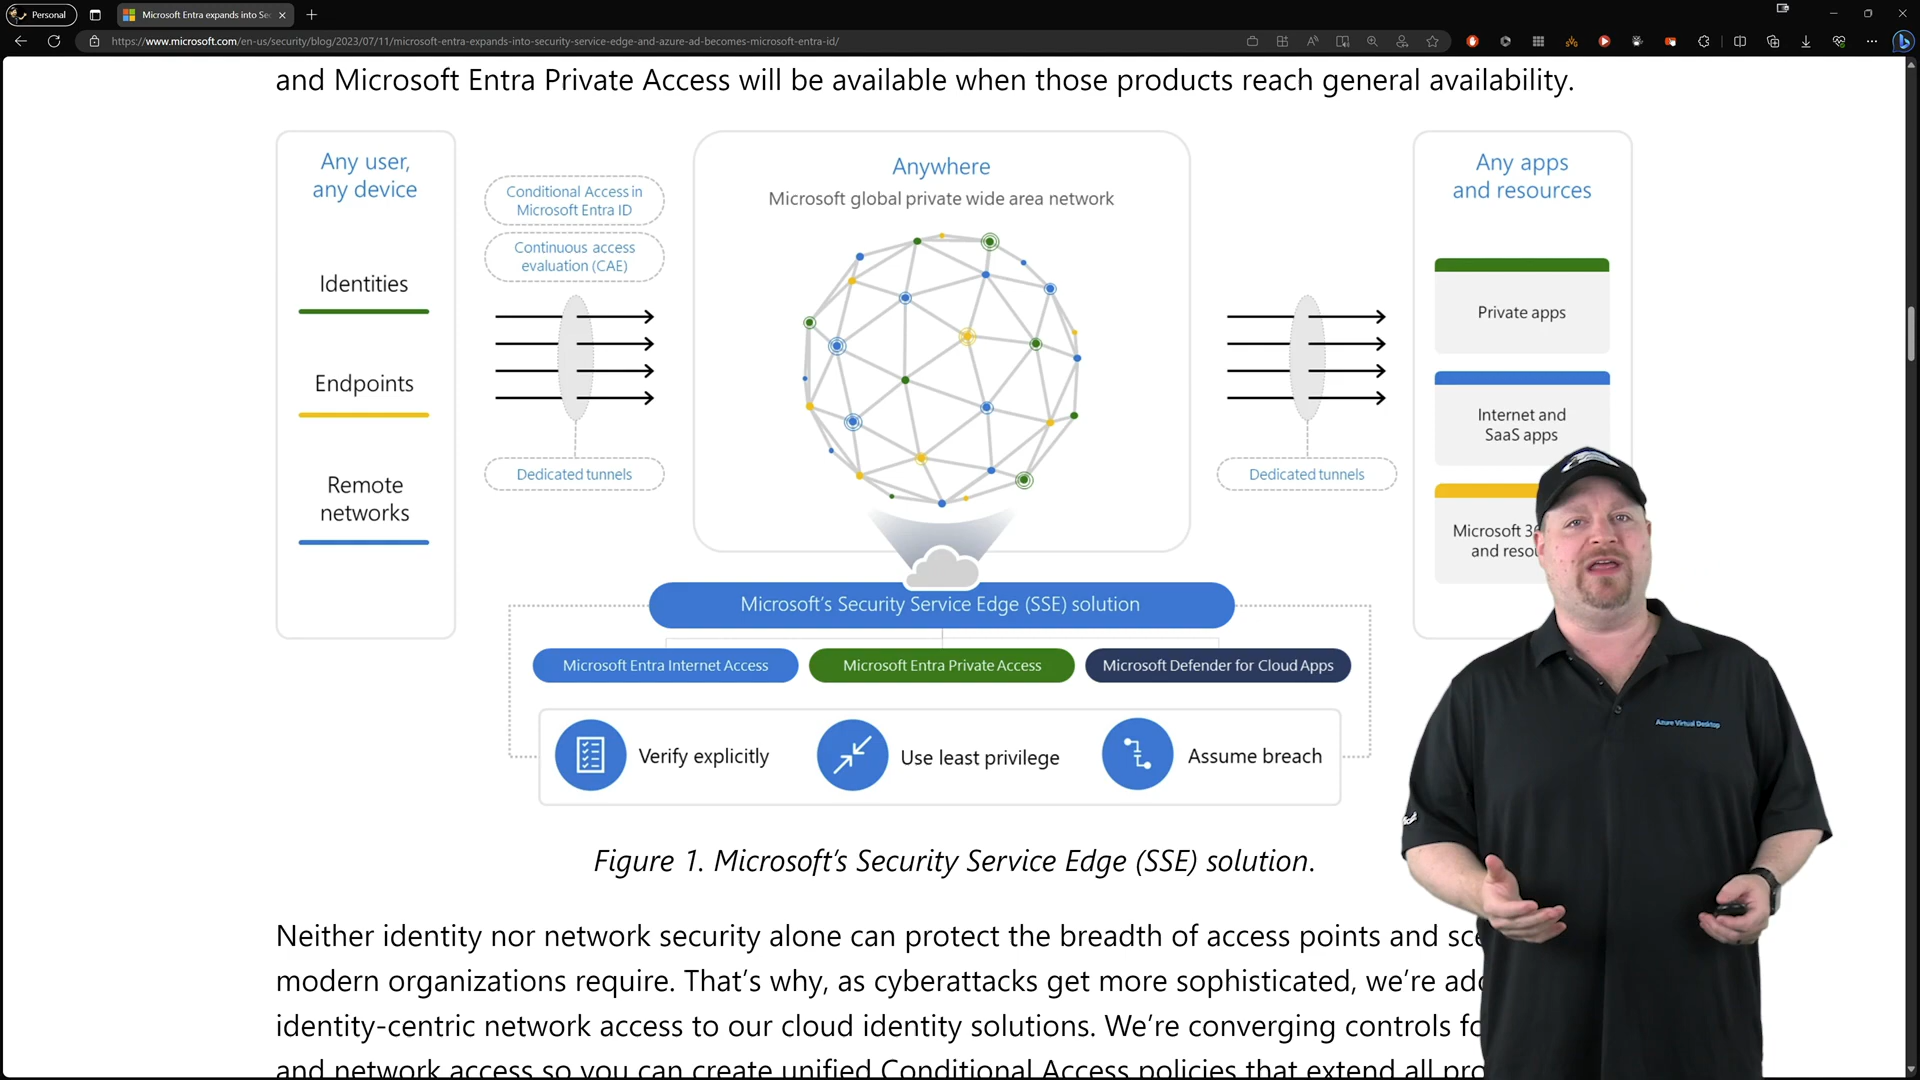 Personal
Microsoft Entra expands into Sec
https://www.microsoft.com/en-us/security/blog/2023/07/11/microsoft-entra-expands-into-security-service-edge-and-azure-ad-becomes-microsoft-entra-id/
and Microsoft Entra Private Access will be available when those products reach general availability.
Any user,
any device
Identities
Endpoints
Remote
networks
Conditional Access in
Microsoft Entra ID
Continuous access
evaluation (CAE)
Dedicated tunnels
Anywhere
Microsoft global private wide area network
Dedicated tunnels
Any apps
and resources
Private apps
Internet and
SaaS apps
Microsoft 3
and resou
Microsoft's Security Service Edge (SSE) solution
Microsoft Entra Internet Access
Microsoft Entra Private Access
Microsoft Defender for Cloud Apps
Verify explicitly
Use least privilege
Assume breach
Azure Virtual Desktop
Figure 1. Microsoft's Security Service Edge (SSE) solution.
Neither identity nor network security alone can protect the breadth of access points and sce
modern organizations require. That's why, as cyberattacks get more sophisticated, we're add
identity-centric network access to our cloud identity solutions. We're converging controls fo
and network access so you can create unified Conditional Access policies that extend all pro